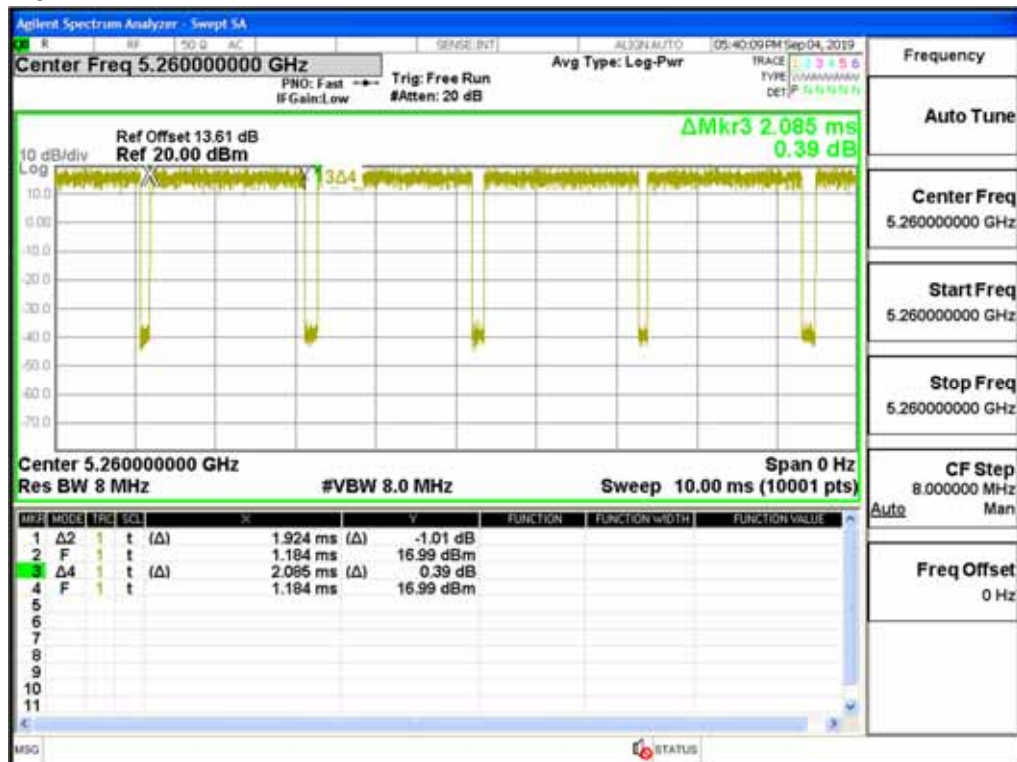 Agilent Spectrum Analyzer - Swept SA
R RF 50 Ω AC SENSE:INT ALIGN AUTO 05:40:09 PM Sep 04, 2019
Center Freq 5.260000000 GHz
PNO: Fast
IFGain:Low
Trig: Free Run
#Atten: 20 dB
Avg Type: Log-Pwr
TRACE 1 2 3 4 5 6
TYPE
DET P N N N N N
ΔMkr3 2.085 ms
0.39 dB
Ref Offset 13.61 dB
10 dB/div Ref 20.00 dBm
Log
10.0
0.00
-10.0
-20.0
-30.0
-40.0
-50.0
-60.0
-70.0
3Δ4
Center 5.260000000 GHz Span 0 Hz
Res BW 8 MHz #VBW 8.0 MHz Sweep 10.00 ms (10001 pts)
MKR MODE TRC SCL X Y FUNCTION FUNCTION WIDTH FUNCTION VALUE
1 Δ2 1 t (Δ) 1.924 ms (Δ) -1.01 dB
2 F 1 t 1.184 ms 16.99 dBm
3 Δ4 1 t (Δ) 2.085 ms (Δ) 0.39 dB
4 F 1 t 1.184 ms 16.99 dBm
5
6
7
8
9
10
11
MSG STATUS
Frequency
Auto Tune
Center Freq
5.260000000 GHz
Start Freq
5.260000000 GHz
Stop Freq
5.260000000 GHz
CF Step
8.000000 MHz
Auto Man
Freq Offset
0 Hz